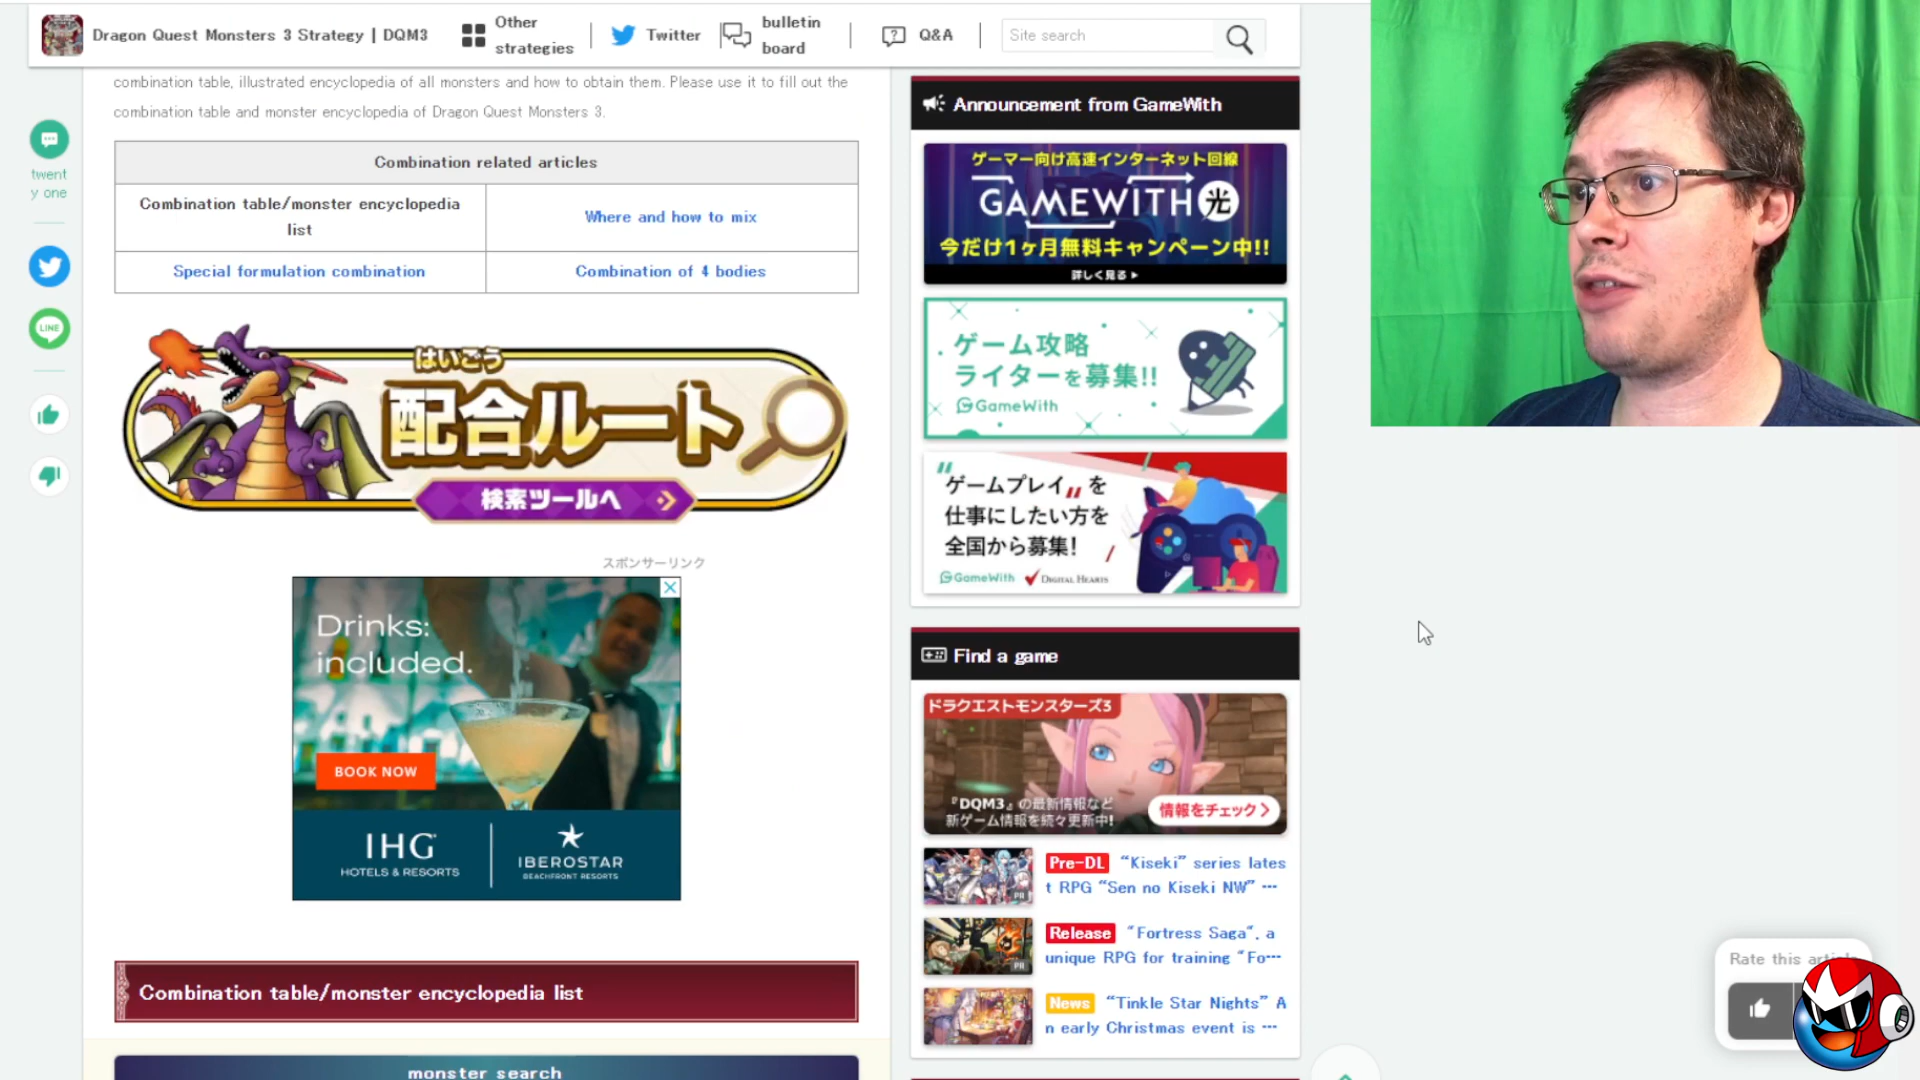 Dragon Quest Monsters 3 Strategy | DQM3
Other
strategies
Twitter
bulletin
board
Q&A
Site search
combination table, illustrated encyclopedia of all monsters and how to obtain them. Please use it to fill out the
combination table and monster encyclopedia of Dragon Quest Monsters 3.
twent
y one
LINE
Combination related articles
Combination table/monster encyclopedia
list
Where and how to mix
Special formulation combination
Combination of 4 bodies
はいごう
配合ルート
検索ツールへ
スポンサーリンク
Drinks:
included.
BOOK NOW
IHG
HOTELS & RESORTS
IBEROSTAR
BEACHFRONT RESORTS
Combination table/monster encyclopedia list
monster search
Announcement from GameWith
ゲーマー向け高速インターネット回線
GAMEWITH光
今だけ1ヶ月無料キャンペーン中!!
詳しく見る
ゲーム攻略
ライターを募集!!
GameWith
"ゲームプレイ"を
仕事にしたい方を
全国から募集!
GameWith DIGITAL HEARTS
Find a game
ドラクエストモンスターズ3
『DQM3』の最新情報など
新ゲーム情報を続々更新中!
情報をチェック
PR
Pre-DL "Kiseki" series lates
t RPG "Sen no Kiseki NW" ...
PR
Release "Fortress Saga", a
unique RPG for training "Fo...
News "Tinkle Star Nights" A
n early Christmas event is ...
Rate this article